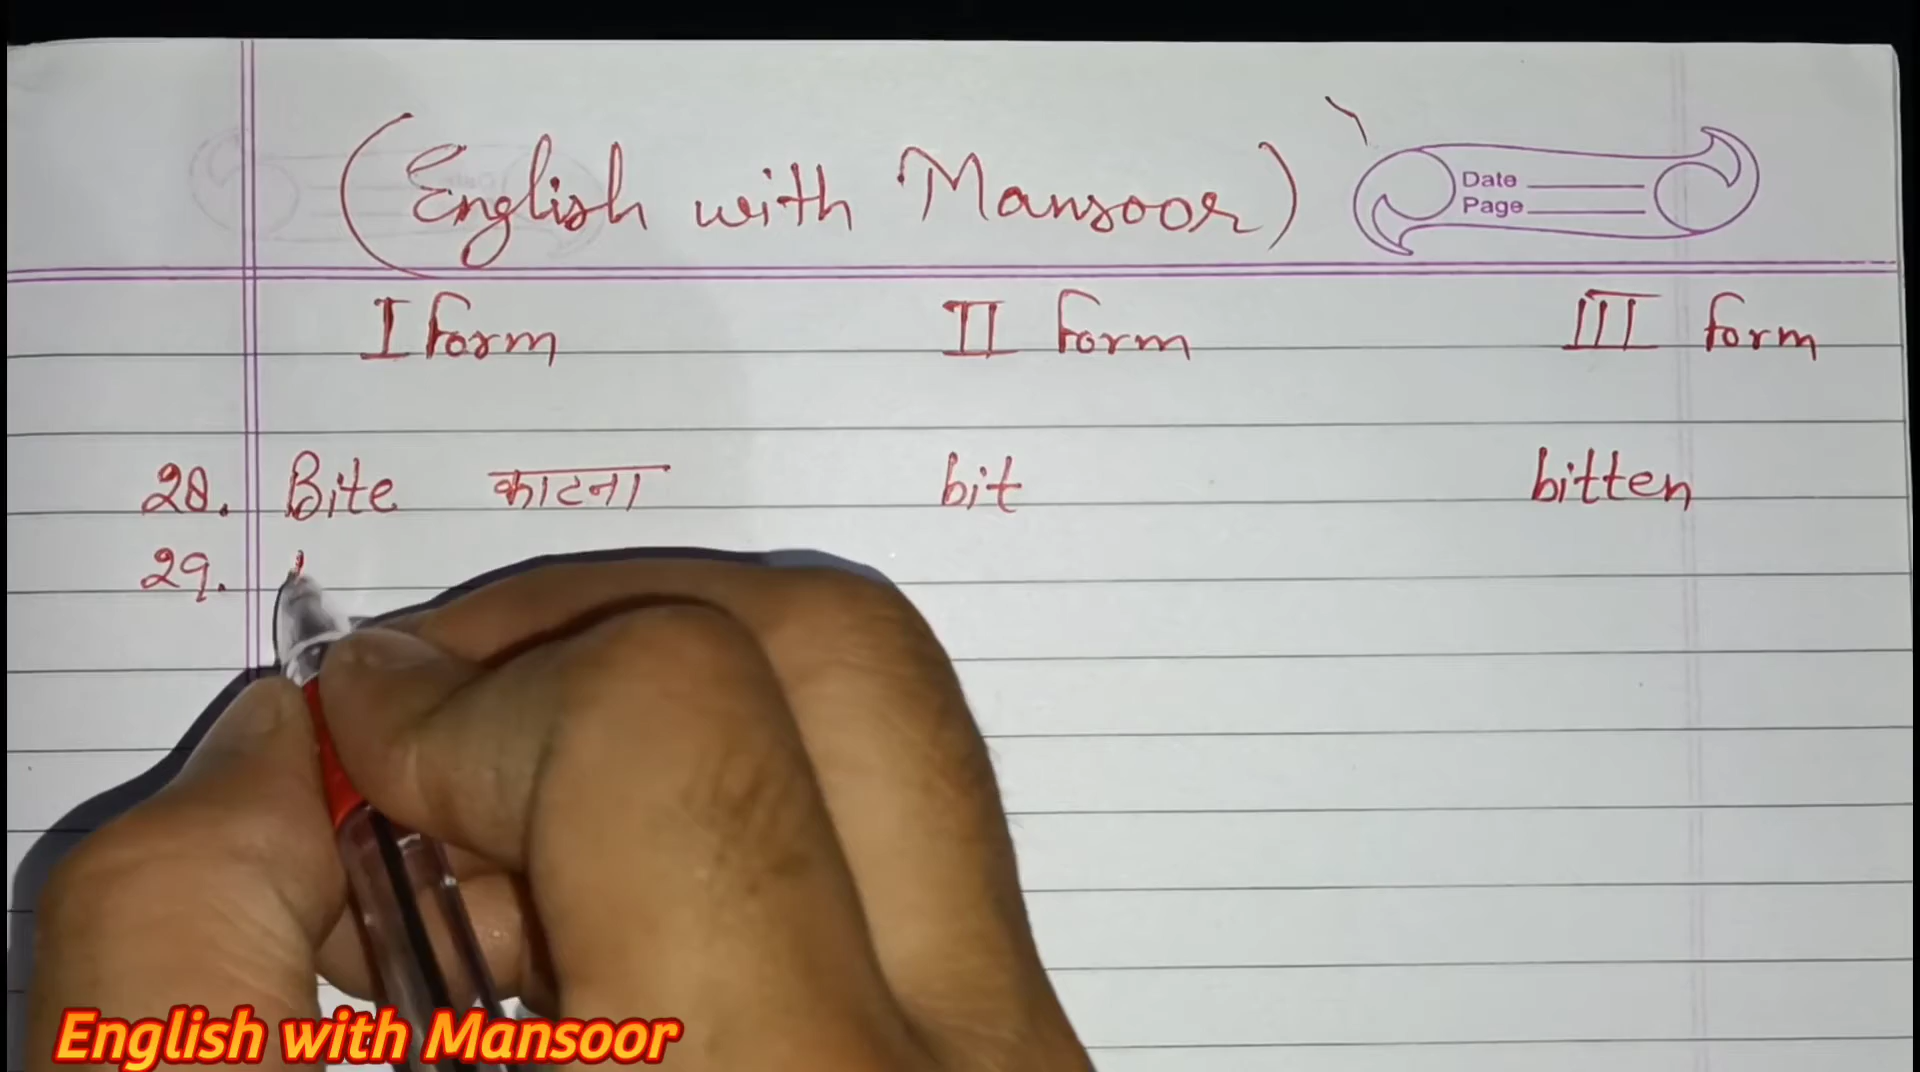 (English with Mansoor)
Date
Page
I form II form III form
28. Bite काटना bit bitten
29.
English with Mansoor